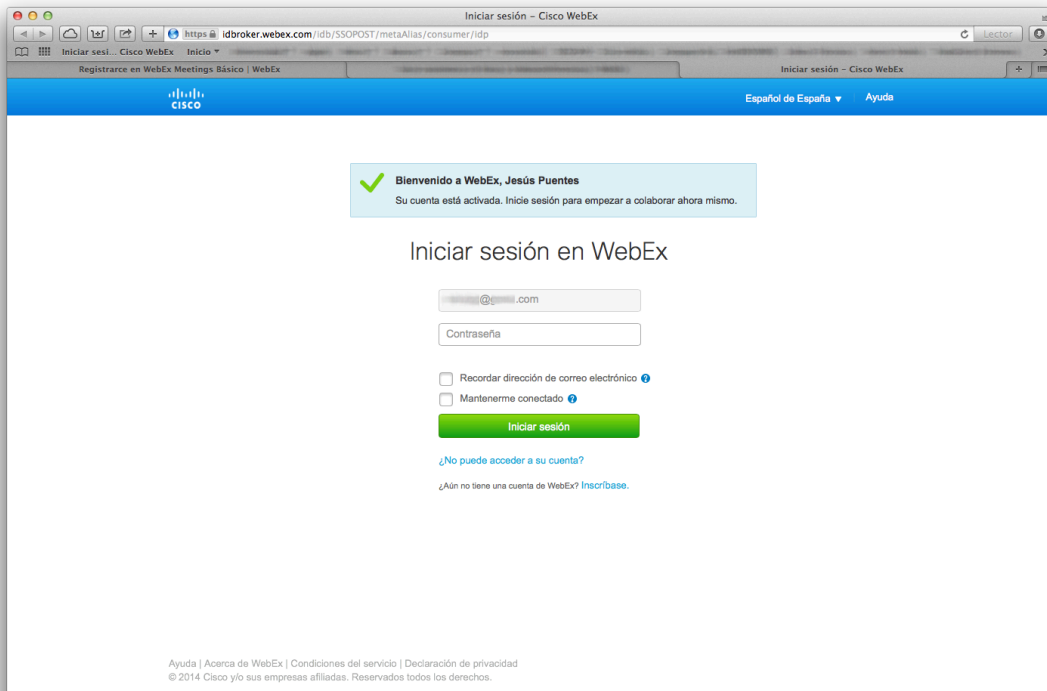 Iniciar sesión – Cisco WebEx
https idbroker.webex.com/idb/SSOPOST/metaAlias/consumer/idp
Lector
Iniciar sesi... Cisco WebEx Inicio
Registrarce en WebEx Meetings Básico | WebEx
Iniciar sesión – Cisco WebEx
CISCO
Español de España
Ayuda
Bienvenido a WebEx, Jesús Puentes
Su cuenta está activada. Inicie sesión para empezar a colaborar ahora mismo.
Iniciar sesión en WebEx
@ .com
Contraseña
Recordar dirección de correo electrónico ?
Mantenerme conectado ?
Iniciar sesión
¿No puede acceder a su cuenta?
¿Aún no tiene una cuenta de WebEx? Inscríbase.
Ayuda | Acerca de WebEx | Condiciones del servicio | Declaración de privacidad
© 2014 Cisco y/o sus empresas afiliadas. Reservados todos los derechos.